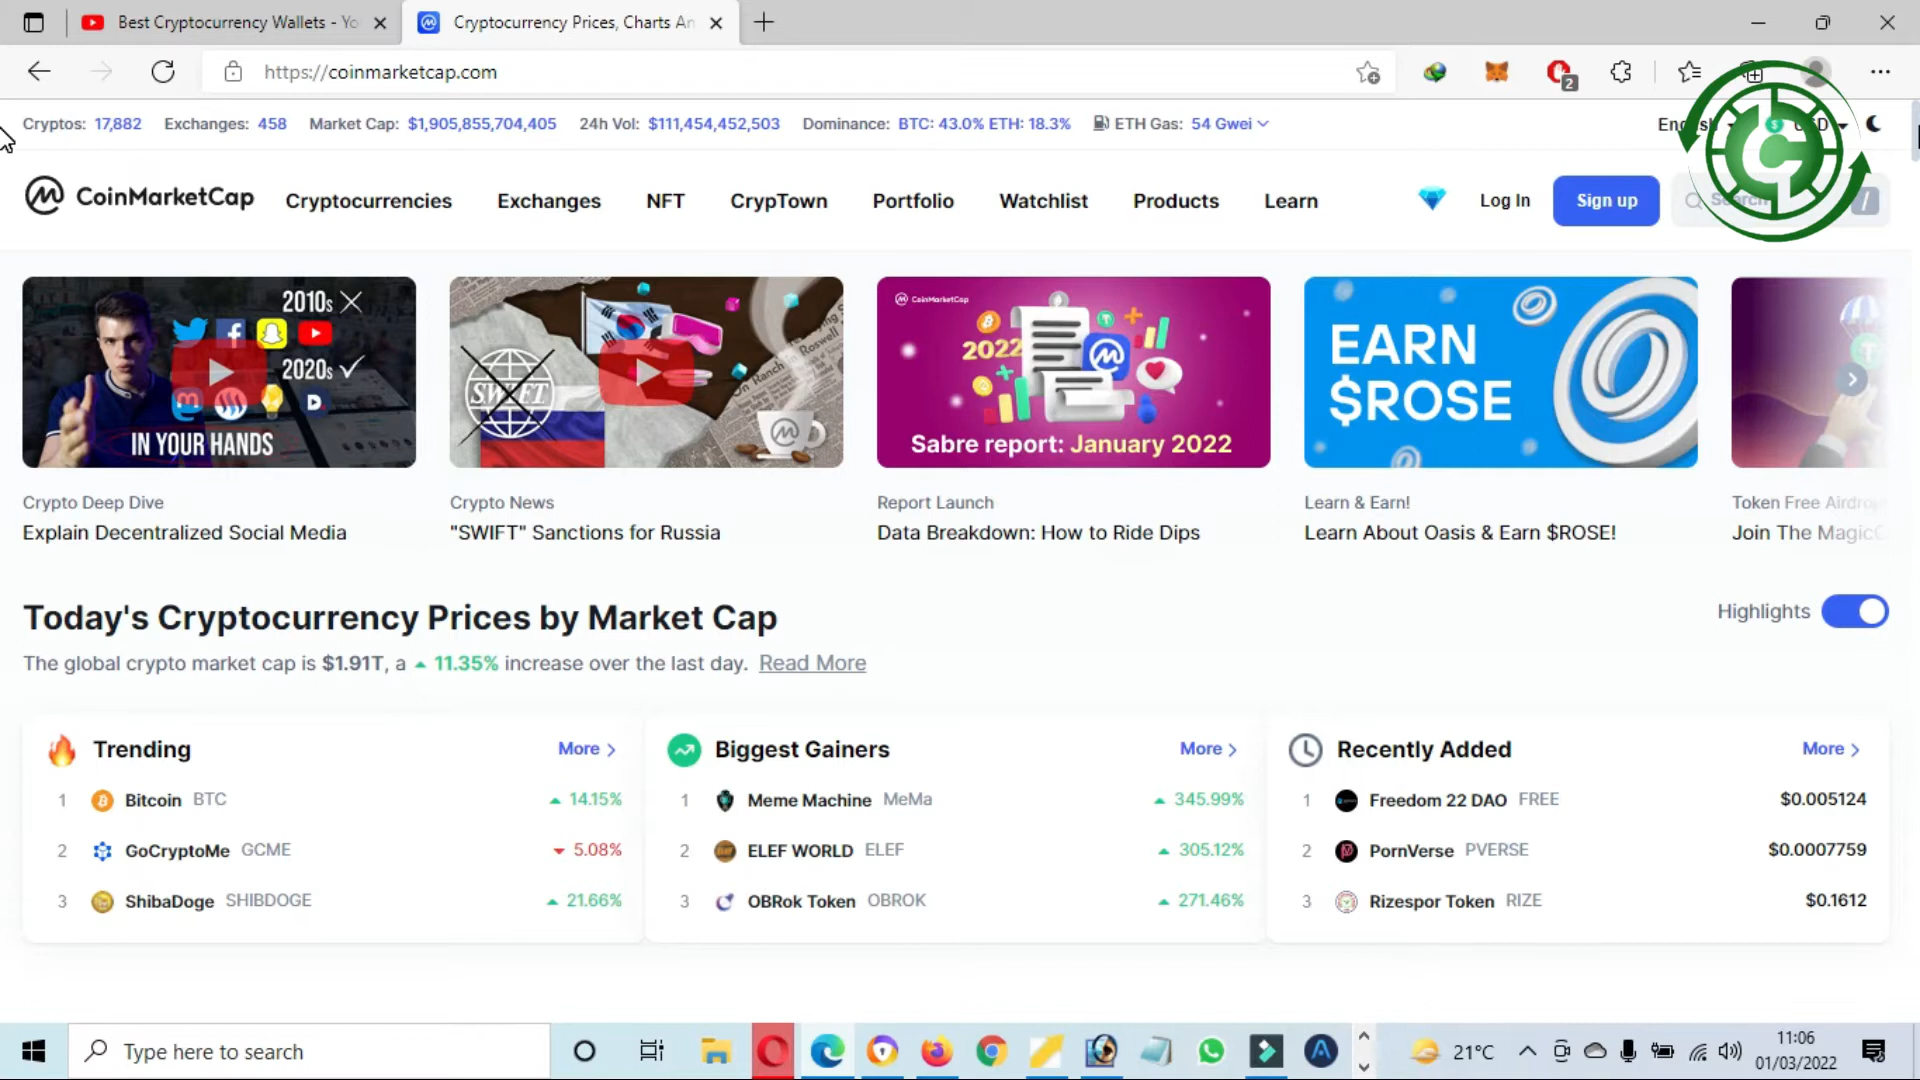 Best Cryptocurrency Wallets - Yo
Cryptocurrency Prices, Charts An
https://coinmarketcap.com
2
Cryptos: 17,882 Exchanges: 458 Market Cap: $1,905,855,704,405 24h Vol: $111,454,452,503 Dominance: BTC: 43.0% ETH: 18.3% ETH Gas: 54 Gwei
CoinMarketCap Cryptocurrencies Exchanges NFT CrypTown Portfolio Watchlist Products Learn Log In Sign up /
2010s
2020s
IN YOUR HANDS
SWIFT
CoinMarketCap
2022
Sabre report: January 2022
EARN
$ROSE
Crypto Deep Dive
Explain Decentralized Social Media
Crypto News
"SWIFT" Sanctions for Russia
Report Launch
Data Breakdown: How to Ride Dips
Learn & Earn!
Learn About Oasis & Earn $ROSE!
Token Free Airdrop
Join The MagicC
Today's Cryptocurrency Prices by Market Cap
Highlights
The global crypto market cap is $1.91T, a 11.35% increase over the last day. Read More
Trending More
1 Bitcoin BTC 14.15%
2 GoCryptoMe GCME 5.08%
3 ShibaDoge SHIBDOGE 21.66%
Biggest Gainers More
1 Meme Machine MeMa 345.99%
2 ELEF WORLD ELEF 305.12%
3 OBRok Token OBROK 271.46%
Recently Added More
1 Freedom 22 DAO FREE $0.005124
2 PornVerse PVERSE $0.0007759
3 Rizespor Token RIZE $0.1612
Type here to search
21°C
11:06
01/03/2022